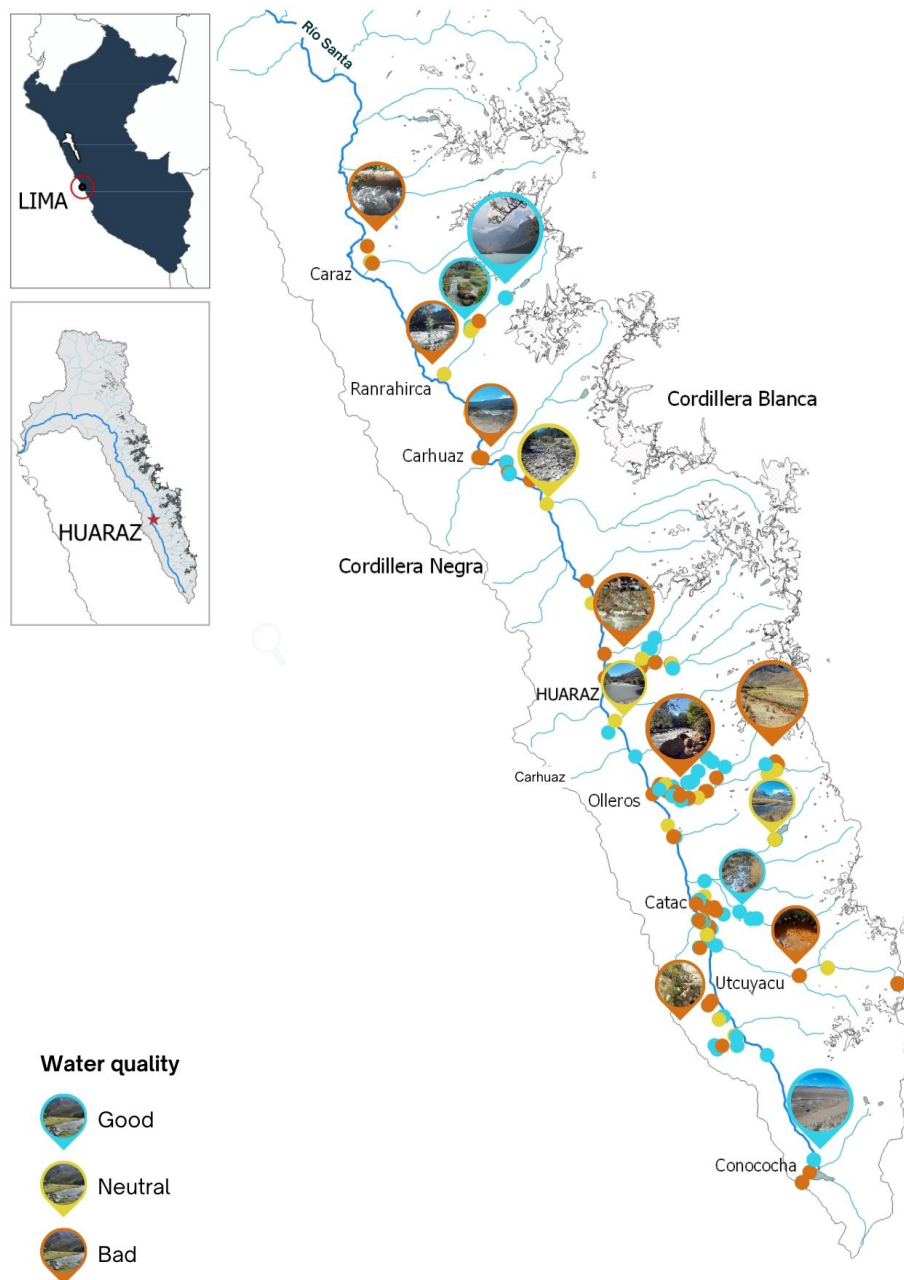 LIMA
HUARAZ
Río Santa
Caraz
Ranrahirca
Cordillera Blanca
Carhuaz
Cordillera Negra
HUARAZ
Carhuaz
Olleros
Catac
Utcuyacu
Conococha
Water quality
Good
Neutral
Bad